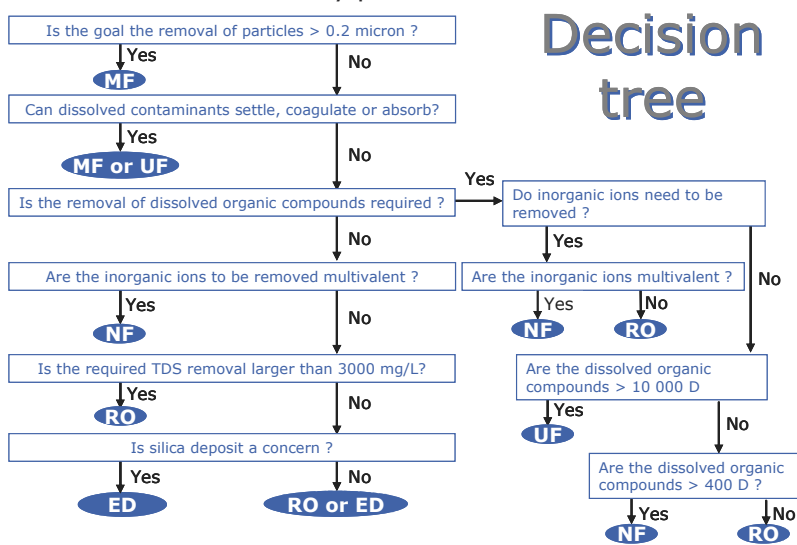 Decision
tree
Is the goal the removal of particles > 0.2 micron ?
Yes
No
MF
Can dissolved contaminants settle, coagulate or absorb?
Yes
No
MF or UF
Is the removal of dissolved organic compounds required ?
Yes
No
Do inorganic ions need to be
removed ?
Yes
No
Are the inorganic ions to be removed multivalent ?
Yes
No
NF
Are the inorganic ions multivalent ?
Yes
No
NF
RO
Is the required TDS removal larger than 3000 mg/L?
Yes
No
RO
Are the dissolved organic
compounds > 10 000 D
Yes
No
UF
Is silica deposit a concern ?
Yes
No
ED
RO or ED
Are the dissolved organic
compounds > 400 D ?
Yes
No
NF
RO